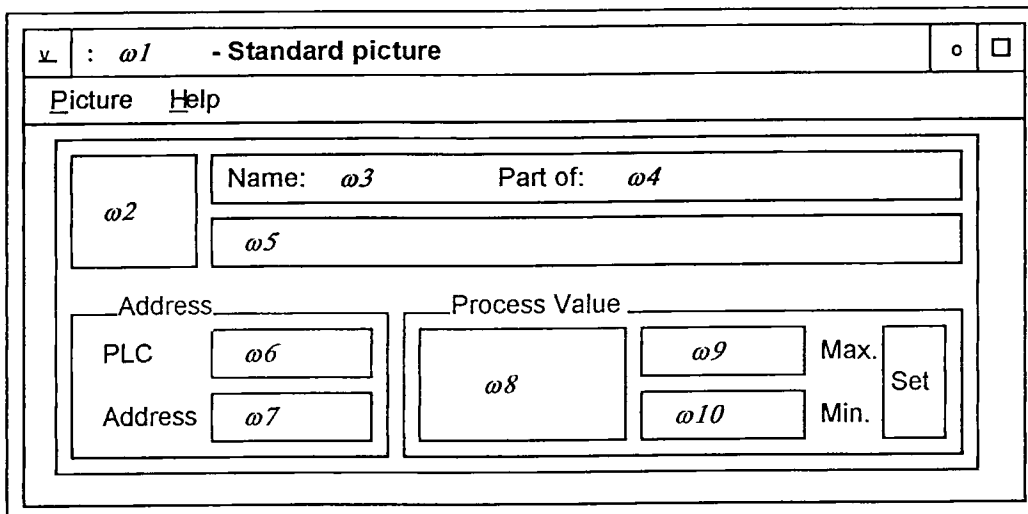 v : ω1 - Standard picture o
Picture Help
Name: ω3 Part of: ω4
ω2
ω5
Address Process Value
PLC ω6 ω9 Max.
ω8 Set
Address ω7 ω10 Min.